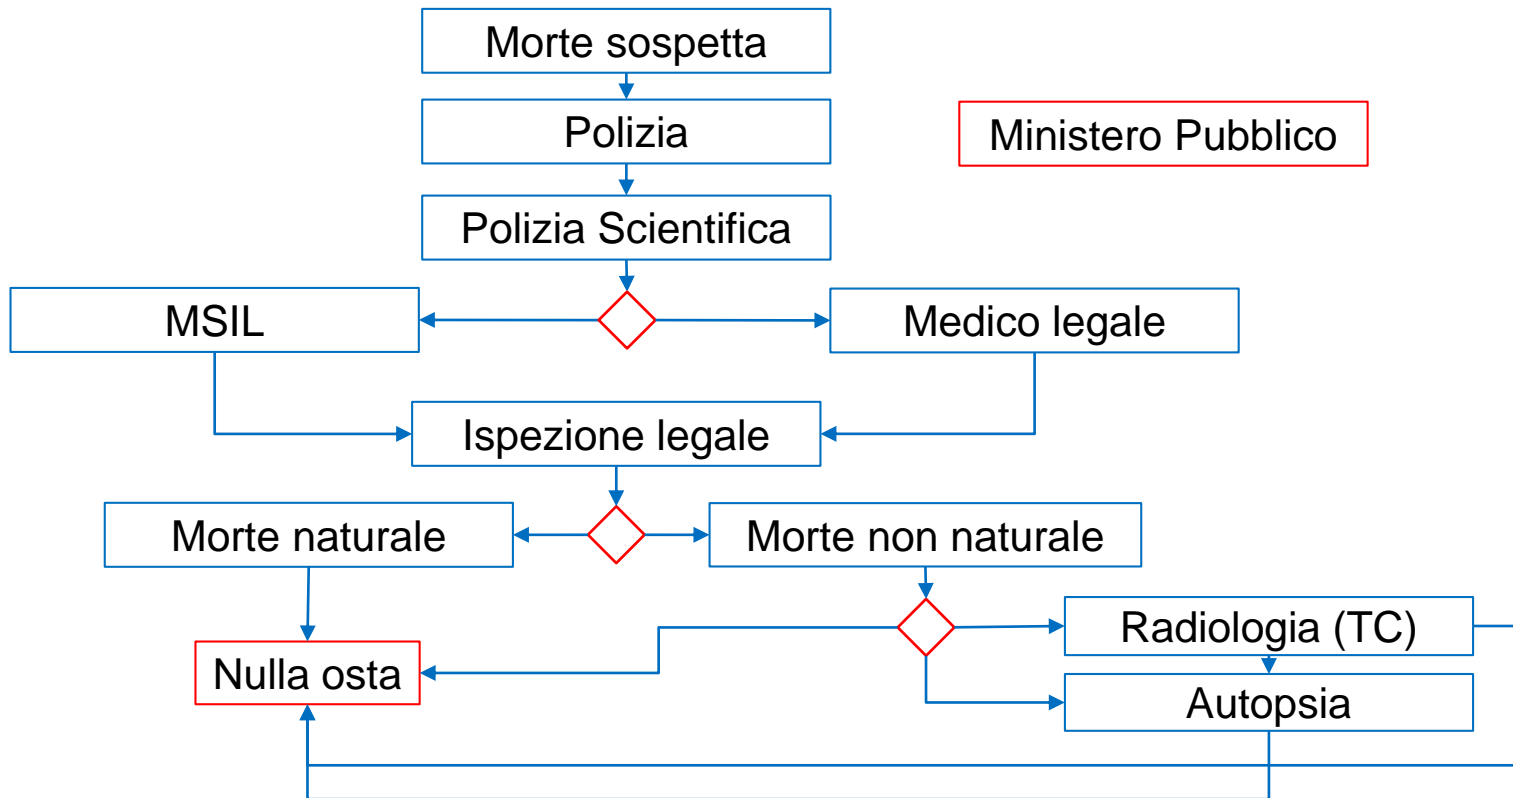 Morte sospetta
Polizia
Ministero Pubblico
Polizia Scientifica
MSIL
Medico legale
Ispezione legale
Morte naturale
Morte non naturale
Radiologia (TC)
Nulla osta
Autopsia